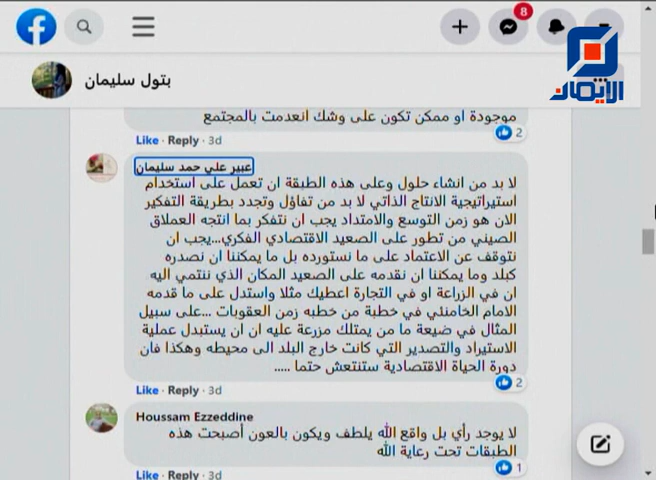 8
الإيمان
بتول سليمان
موجودة او ممكن تكون على وشك انعدمت بالمجتمع
2
Like · Reply · 3d
عبير علي حمد سليمان
لا بد من انشاء حلول وعلى هذه الطبقة ان تعمل على استخدام
استراتيجية الانتاج الذاتي لا بد من تفاؤل وتجدد بطريقة التفكير
الان هو زمن التوسع والامتداد يجب ان نتفكر بما انتجه العملاق
الصيني من تطور على الصعيد الاقتصادي الفكري...يجب ان
نتوقف عن الاعتماد على ما نستورده بل ما يمكننا ان نصدره
كبلد وما يمكننا ان نقدمه على الصعيد المكان الذي ننتمي اليه
ان في الزراعة او في التجارة اعطيك مثلا واستدل على ما قدمه
الامام الخامنئي في خطبة من خطبه زمن العقوبات ...على سبيل
المثال في ضيعة ما من يمتلك مزرعة عليه ان ان يستبدل عملية
الاستيراد والتصدير التي كانت خارج البلد الى محيطه وهكذا فان
دورة الحياة الاقتصادية ستنتعش حتما .....
2
Like · Reply · 3d
Houssam Ezzeddine
لا يوجد رأي بل واقع الله يلطف ويكون بالعون أصبحت هذه
الطبقات تحت رعاية الله
1
Like · Reply · 3d